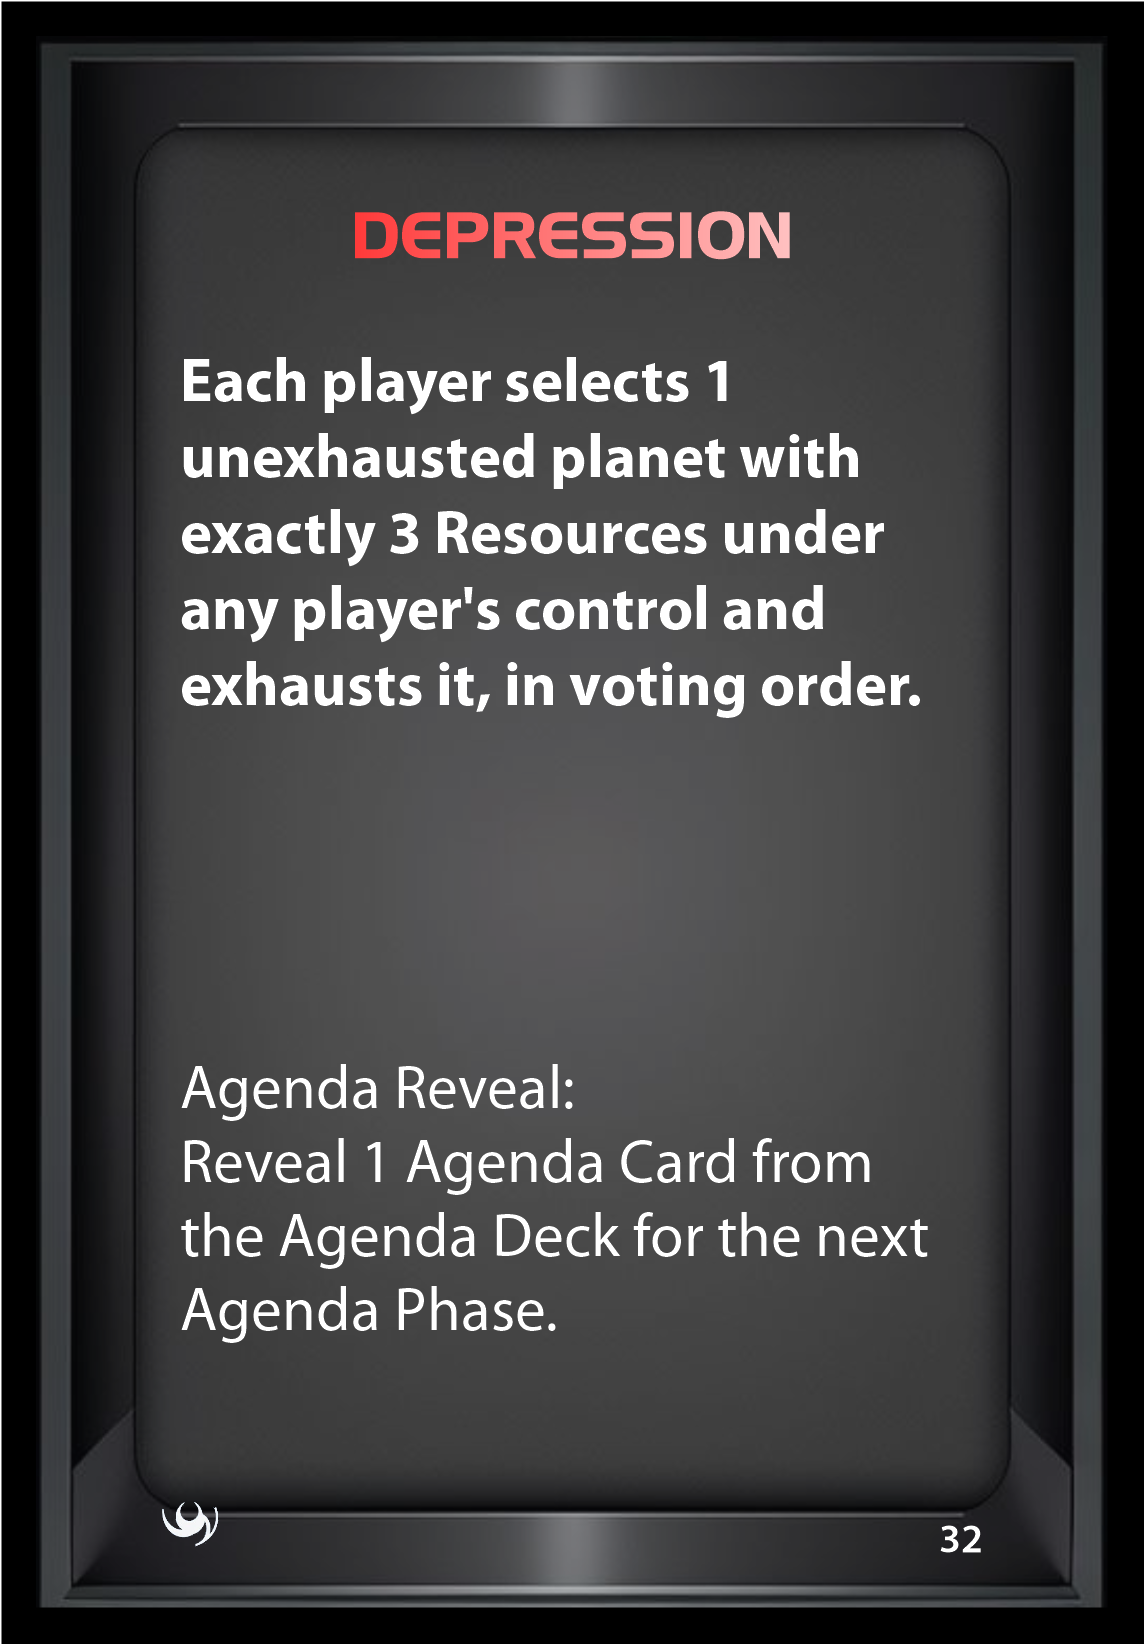 DEPRESSION
Each player selects 1
unexhausted planet with
exactly 3 Resources under
any player's control and
exhausts it, in voting order.
Agenda Reveal:
Reveal 1 Agenda Card from
the Agenda Deck for the next
Agenda Phase.
32